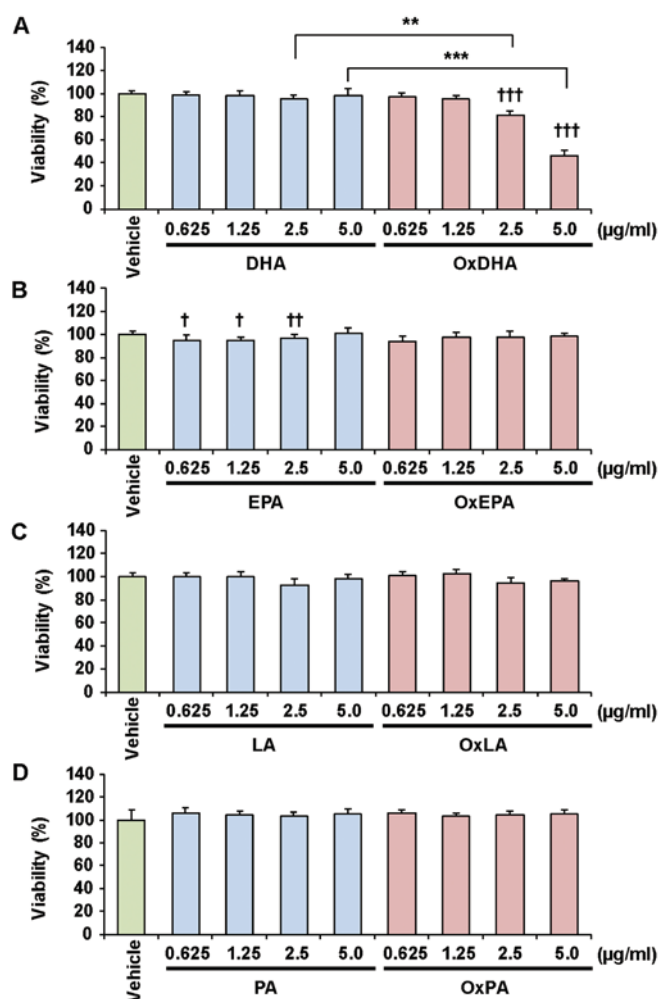 A
** 
***
†††
†††
Viability (%)
140
120
100
80
60
40
20
0
Vehicle
0.625 1.25 2.5 5.0 0.625 1.25 2.5 5.0 (µg/ml)
DHA OxDHA
B
† † ††
Viability (%)
140
120
100
80
60
40
20
0
Vehicle
0.625 1.25 2.5 5.0 0.625 1.25 2.5 5.0 (µg/ml)
EPA OxEPA
C
Viability (%)
140
120
100
80
60
40
20
0
Vehicle
0.625 1.25 2.5 5.0 0.625 1.25 2.5 5.0 (µg/ml)
LA OxLA
D
Viability (%)
140
120
100
80
60
40
20
0
Vehicle
0.625 1.25 2.5 5.0 0.625 1.25 2.5 5.0 (µg/ml)
PA OxPA